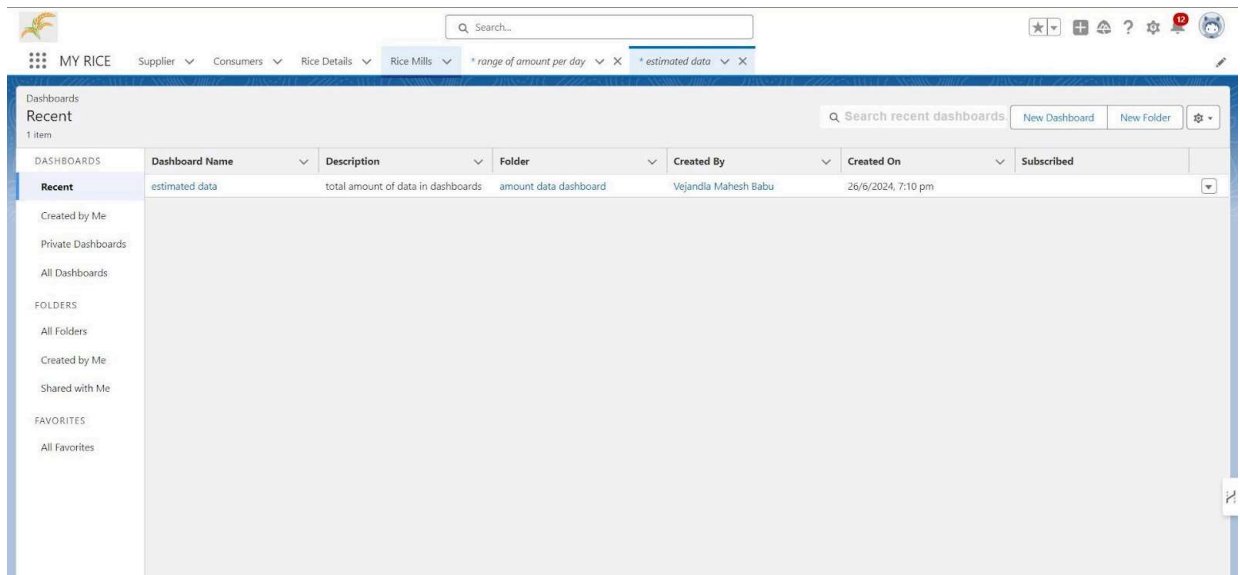 Search...
12
MY RICE Supplier Consumers Rice Details Rice Mills * range of amount per day * estimated data
Dashboards
Recent
1 item
Search recent dashboards.
New Dashboard New Folder
DASHBOARDS Dashboard Name Description Folder Created By Created On Subscribed
Recent estimated data total amount of data in dashboards amount data dashboard Vejandla Mahesh Babu 26/6/2024, 7:10 pm
Created by Me
Private Dashboards
All Dashboards
FOLDERS
All Folders
Created by Me
Shared with Me
FAVORITES
All Favorites